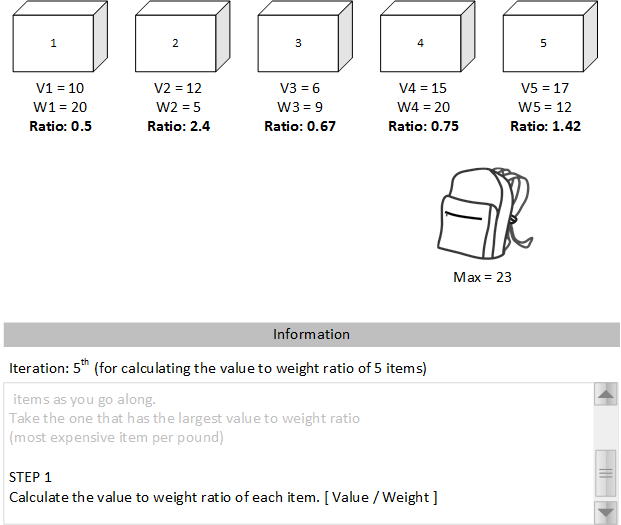 1 2 3 4 5
V1 = 10 V2 = 12 V3 = 6 V4 = 15 V5 = 17
W1 = 20 W2 = 5 W3 = 9 W4 = 20 W5 = 12
Ratio: 0.5 Ratio: 2.4 Ratio: 0.67 Ratio: 0.75 Ratio: 1.42
Max = 23
Information
Iteration: 5th (for calculating the value to weight ratio of 5 items)
items as you go along.
Take the one that has the largest value to weight ratio
(most expensive item per pound)
STEP 1
Calculate the value to weight ratio of each item. [ Value / Weight ]